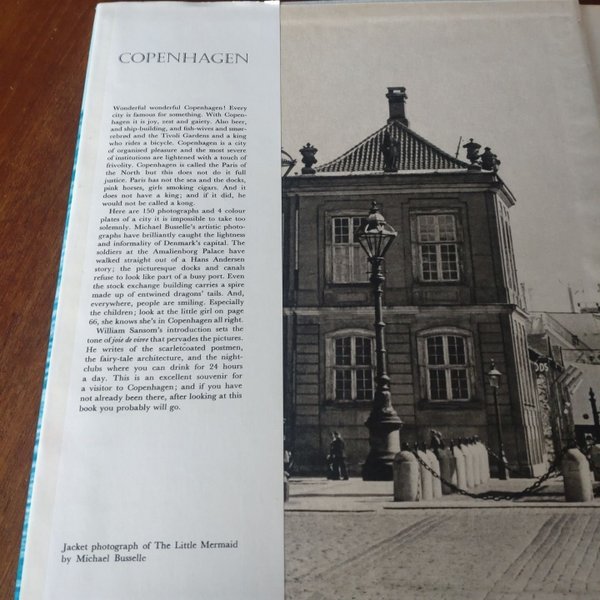 COPENHAGEN
Wonderful wonderful Copenhagen! Every
city is famous for something. With Copen-
hagen it is joy, zest and gaiety. Also beer,
and ship-building, and fish-wives and smør-
rebrød and the Tivoli Gardens and a king
who rides a bicycle. Copenhagen is a city
of organised pleasure and the most severe
of institutions are lightened with a touch of
frivolity. Copenhagen is called the Paris of
the North but this does not do it full
justice. Paris has not the sea and the docks,
pink horses, girls smoking cigars. And it
does not have a king; and if it did, he
would not be called a kong.
Here are 150 photographs and 4 colour
plates of a city it is impossible to take too
solemnly. Michael Busselle's artistic photo-
graphs have brilliantly caught the lightness
and informality of Denmark's capital. The
soldiers at the Amalienborg Palace have
walked straight out of a Hans Andersen
story; the picturesque docks and canals
refuse to look like part of a busy port. Even
the stock exchange building carries a spire
made up of entwined dragons' tails. And,
everywhere, people are smiling. Especially
the children; look at the little girl on page
66, she knows she's in Copenhagen all right.
William Sansom's introduction sets the
tone of joie de vivre that pervades the pictures.
He writes of the scarletcoated postmen,
the fairy-tale architecture, and the night-
clubs where you can drink for 24 hours
a day. This is an excellent souvenir for
a visitor to Copenhagen; and if you have
not already been there, after looking at this
book you probably will go.
Jacket photograph of The Little Mermaid
by Michael Busselle